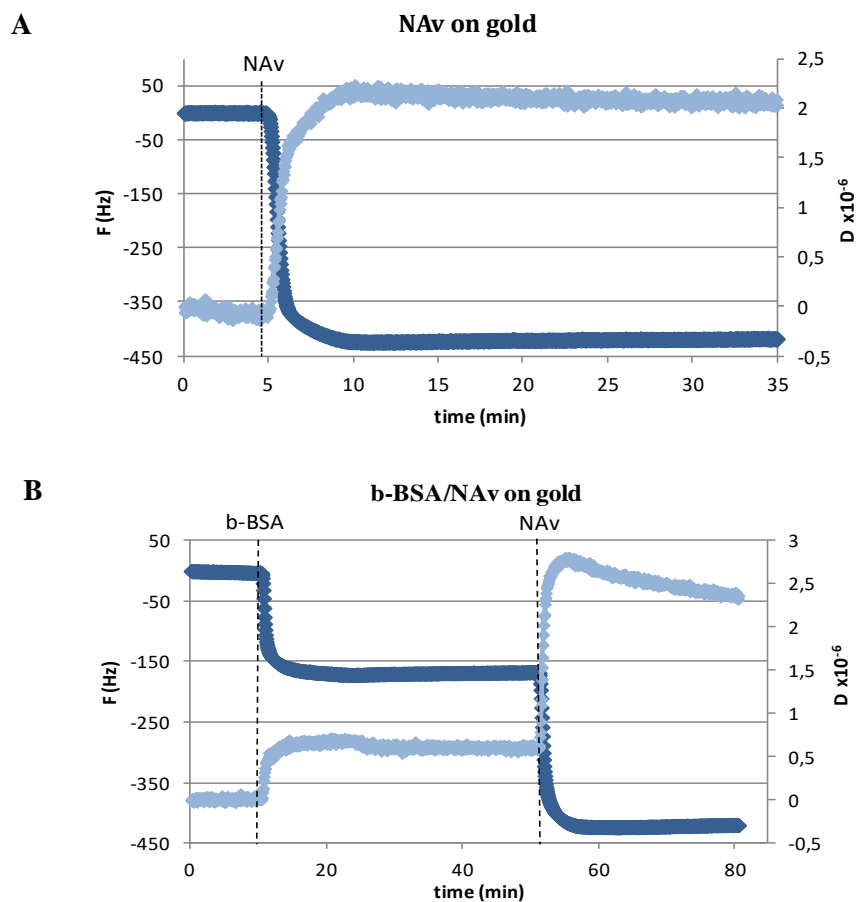 A
NAv on gold
NAv
2,5
50
2
-50
1,5
-150
F (Hz)
1
D x10-6
-250
0,5
-350
0
-450
-0,5
0 5 10 15 20 25 30 35
time (min)
B
b-BSA/NAv on gold
b-BSA NAv
50 3
2,5
-50
2
-150
1,5
F (Hz)
D x10-6
-250
1
0,5
-350
0
-450 -0,5
0 20 40 60 80
time (min)